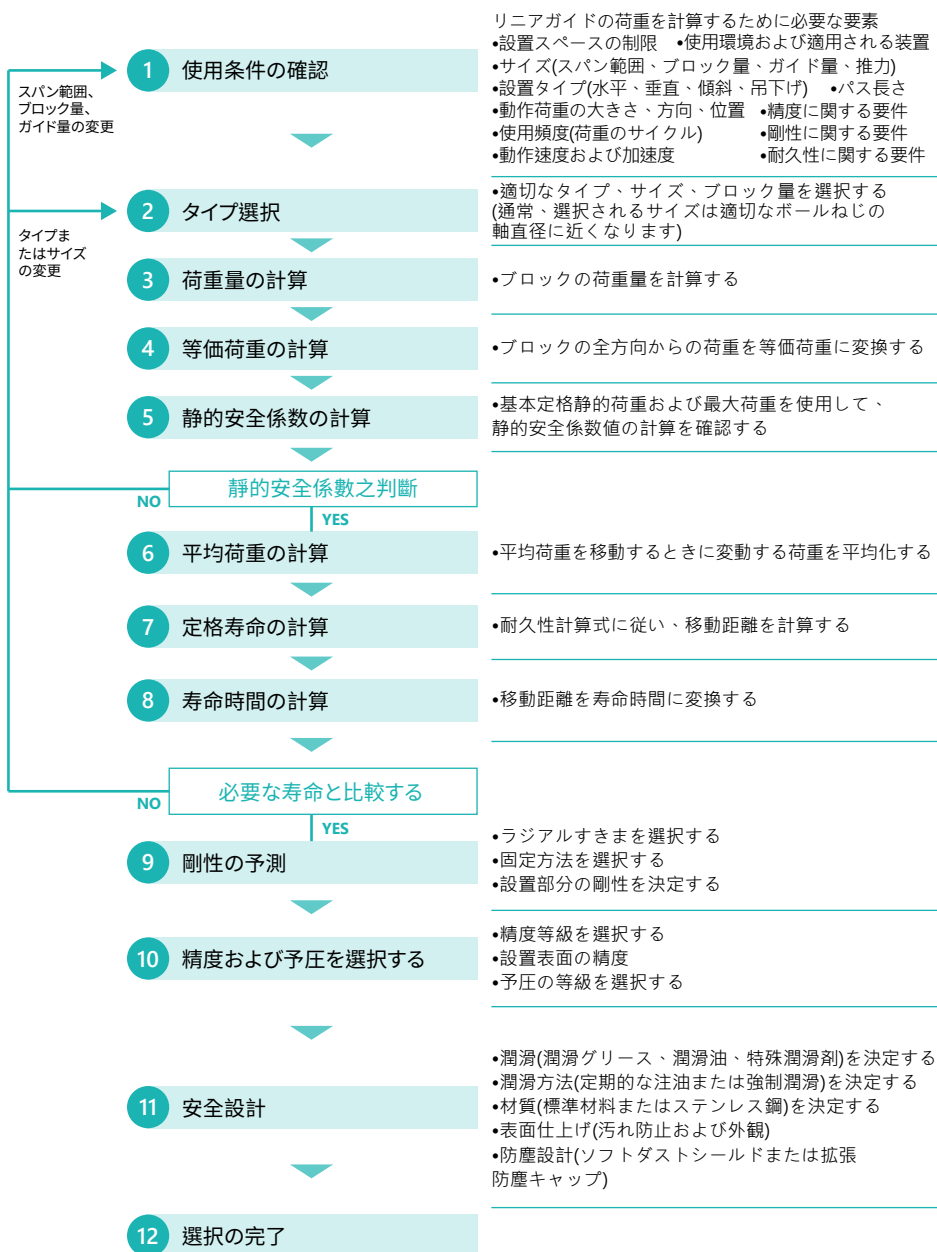 リニアガイドの荷重を計算するために必要な要素
•設置スペースの制限 •使用環境および適用される装置
•サイズ(スパン範囲、ブロック量、ガイド量、推力)
•設置タイプ(水平、垂直、傾斜、吊下げ) •パス長さ
•動作荷重の大きさ、方向、位置 •精度に関する要件
•使用頻度(荷重のサイクル) •剛性に関する要件
•動作速度および加速度 •耐久性に関する要件
1 使用条件の確認
スパン範囲、
ブロック量、
ガイド量の変更
2 タイプ選択
•適切なタイプ、サイズ、ブロック量を選択する
(通常、選択されるサイズは適切なボールねじの
軸直径に近くなります)
タイプま
たはサイズ
の変更
3 荷重量の計算
•ブロックの荷重量を計算する
4 等価荷重の計算
•ブロックの全方向からの荷重を等価荷重に変換する
5 静的安全係数の計算
•基本定格静的荷重および最大荷重を使用して、
静的安全係数値の計算を確認する
靜的安全係數之判斷
NO
YES
6 平均荷重の計算
•平均荷重を移動するときに変動する荷重を平均化する
7 定格寿命の計算
•耐久性計算式に従い、移動距離を計算する
8 寿命時間の計算
•移動距離を寿命時間に変換する
必要な寿命と比較する
NO
YES
9 剛性の予測
•ラジアルすきまを選択する
•固定方法を選択する
•設置部分の剛性を決定する
10 精度および予圧を選択する
•精度等級を選択する
•設置表面の精度
•予圧の等級を選択する
11 安全設計
•潤滑(潤滑グリース、潤滑油、特殊潤滑剤)を決定する
•潤滑方法(定期的な注油または強制潤滑)を決定する
•材質(標準材料またはステンレス鋼)を決定する
•表面仕上げ(汚れ防止および外観)
•防塵設計(ソフトダストシールドまたは拡張
防塵キャップ)
12 選択の完了